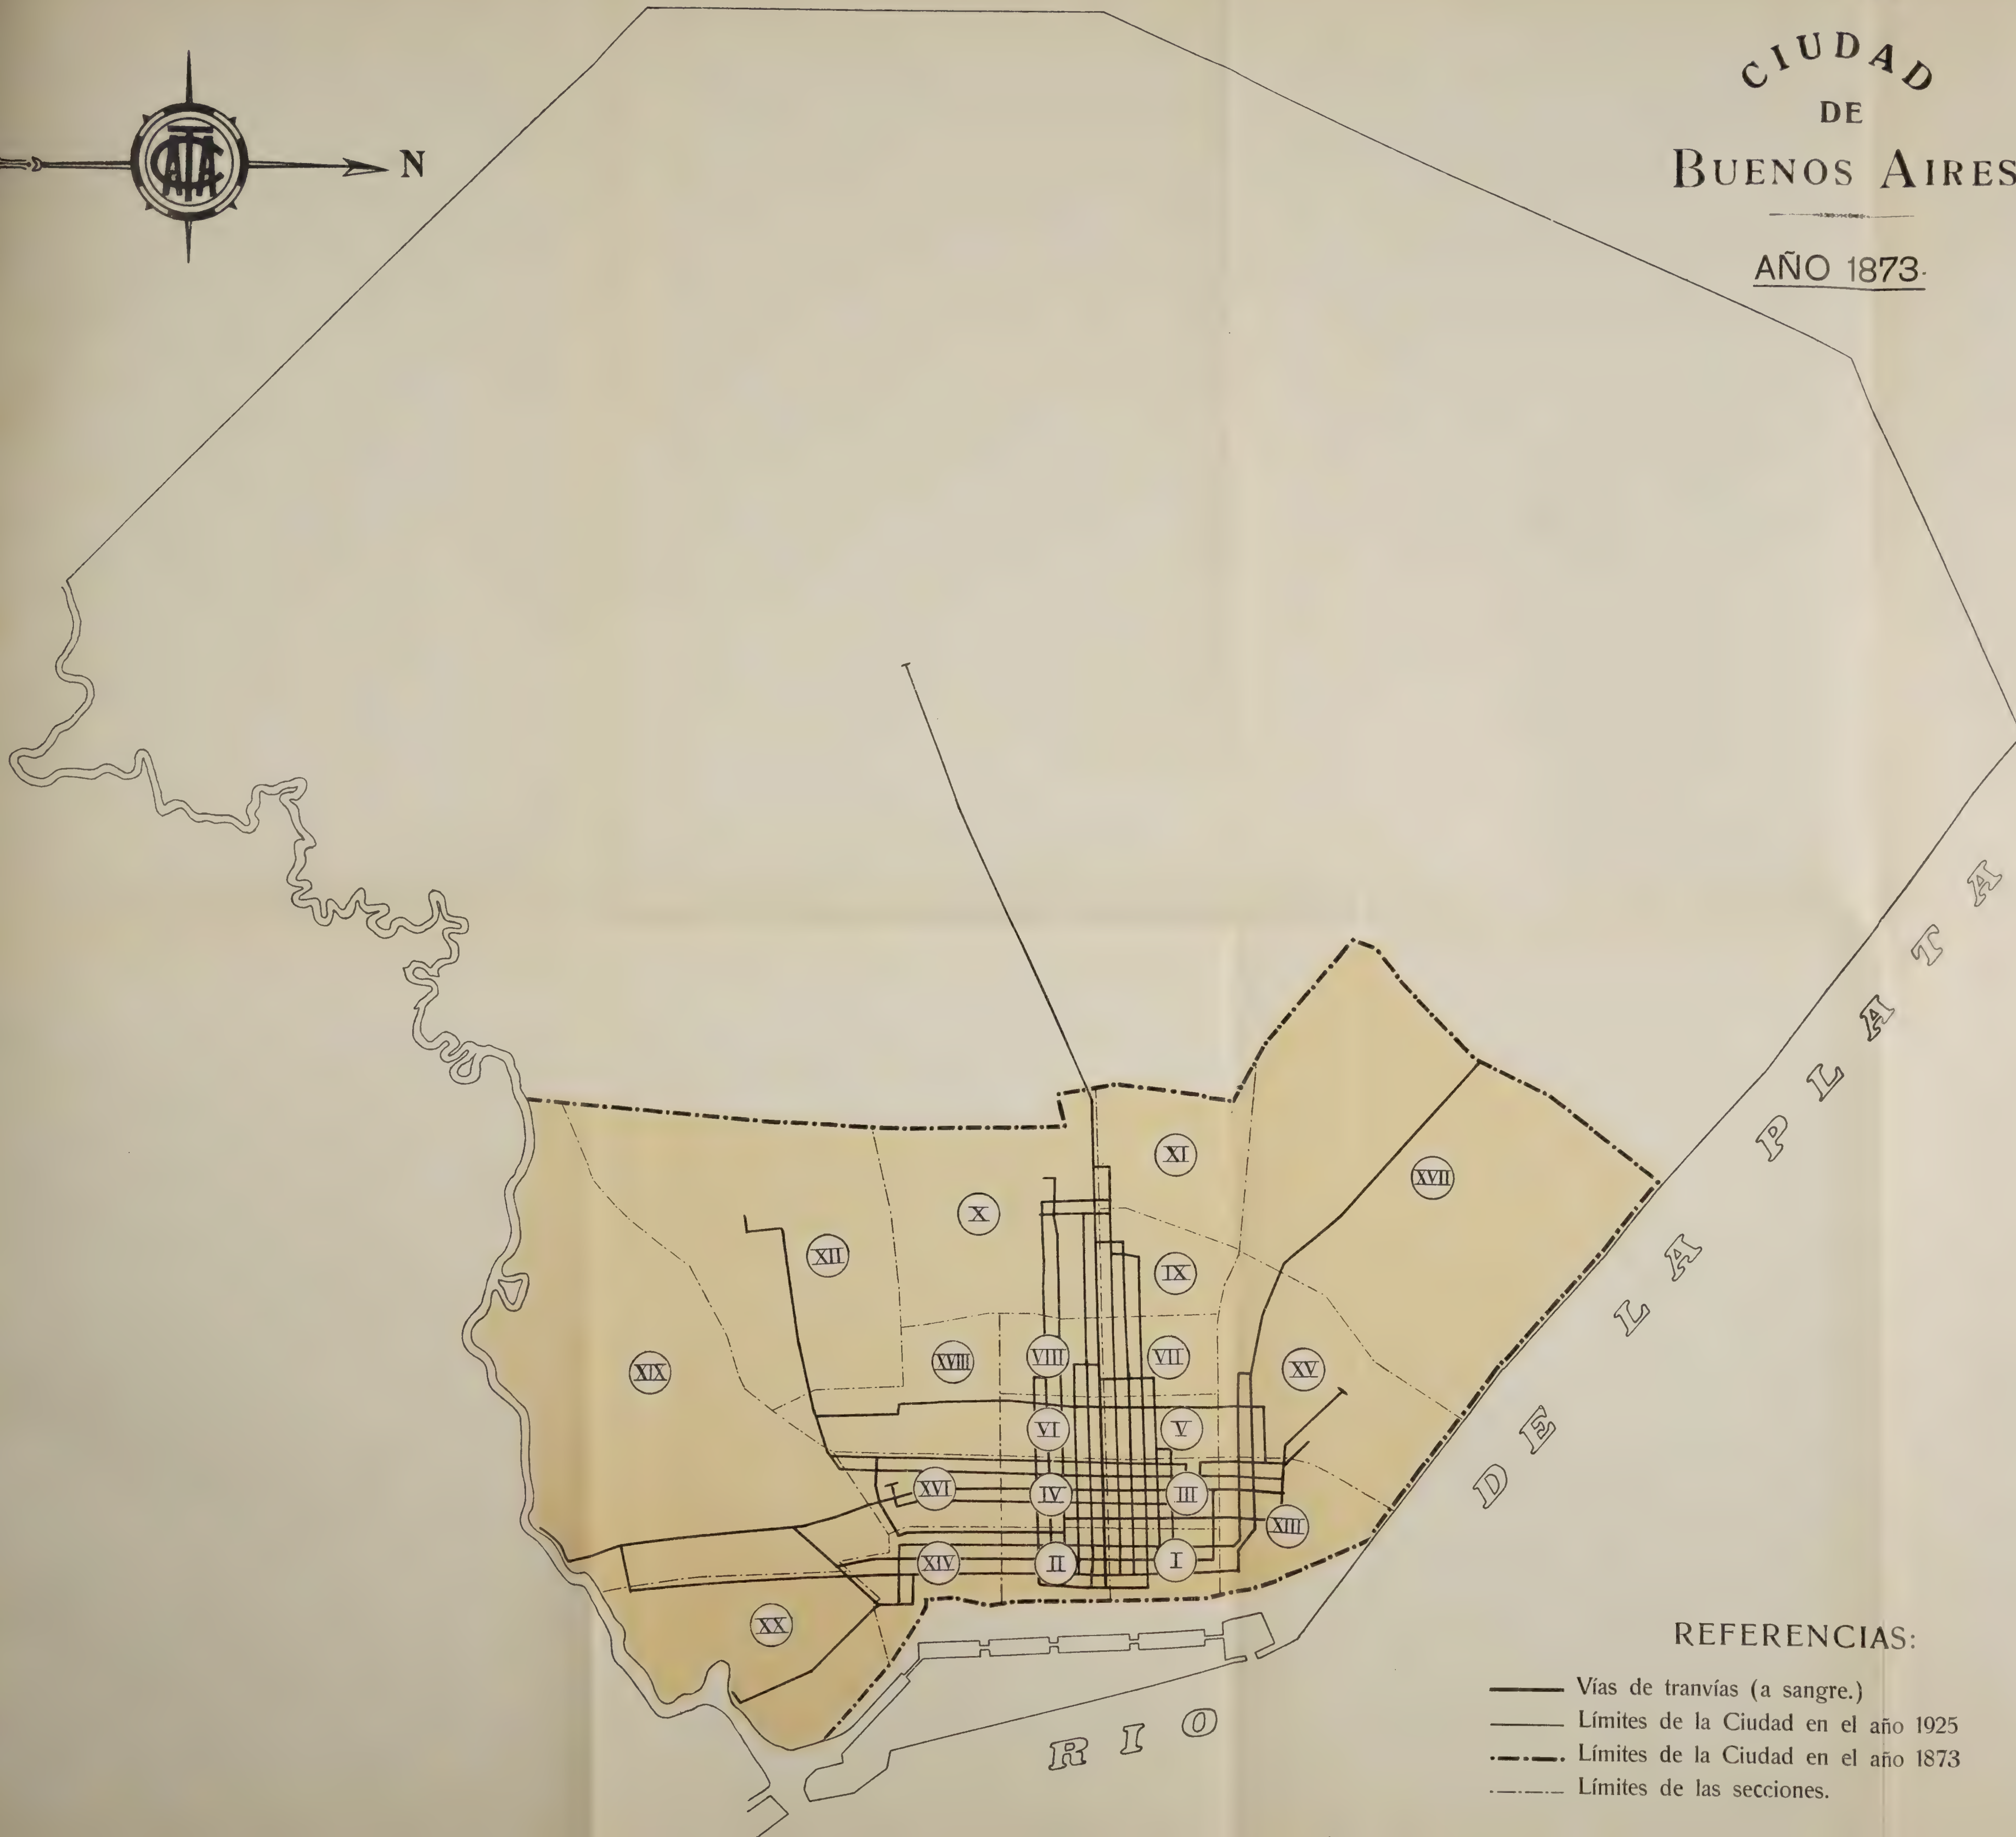 CIUDAD
DE
BUENOS AIRES
AÑO 1873.
N
XI
XVII
X
XII
IX
XIX
XVIII
VIII
VII
XV
VI
V
XVI
IV
III
XIII
XIV
II
I
XX
RIO DE LA PLATA
REFERENCIAS:
Vías de tranvías (a sangre.)
Límites de la Ciudad en el año 1925
Límites de la Ciudad en el año 1873
Límites de las secciones.